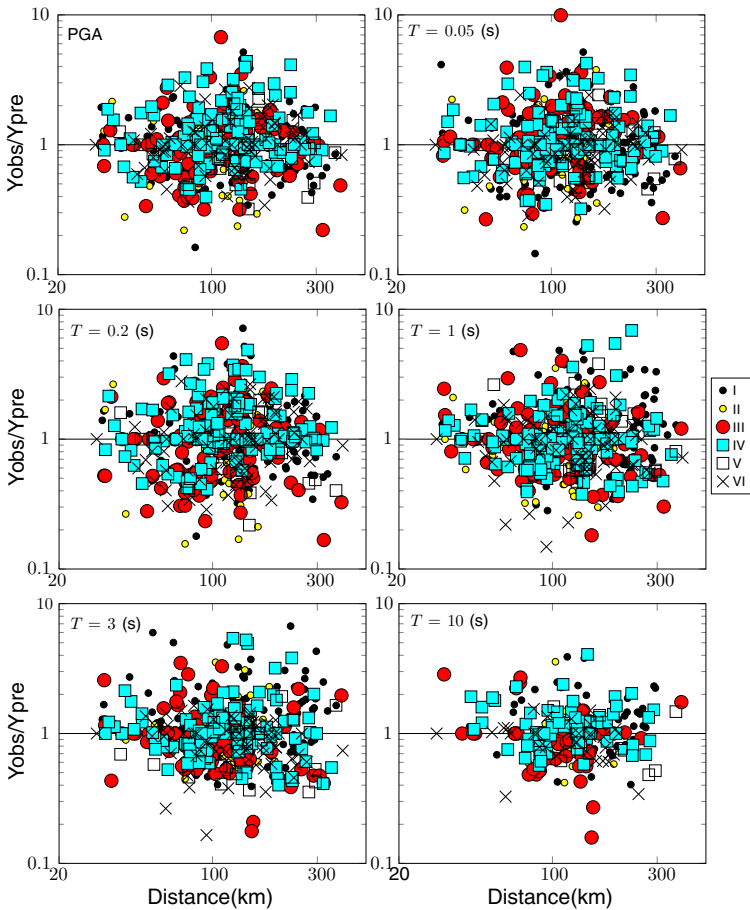 PGA
T = 0.05 (s)
10
10
1
1
0.1
0.1
20
100
300
20
100
300
Yobs/Ypre
T = 0.2 (s)
T = 1 (s)
10
10
1
1
0.1
0.1
20
100
300
20
100
300
Yobs/Ypre
I
II
III
IV
V
VI
T = 3 (s)
T = 10 (s)
10
10
1
1
0.1
0.1
20
100
300
20
100
300
Yobs/Ypre
Distance(km)
Distance(km)